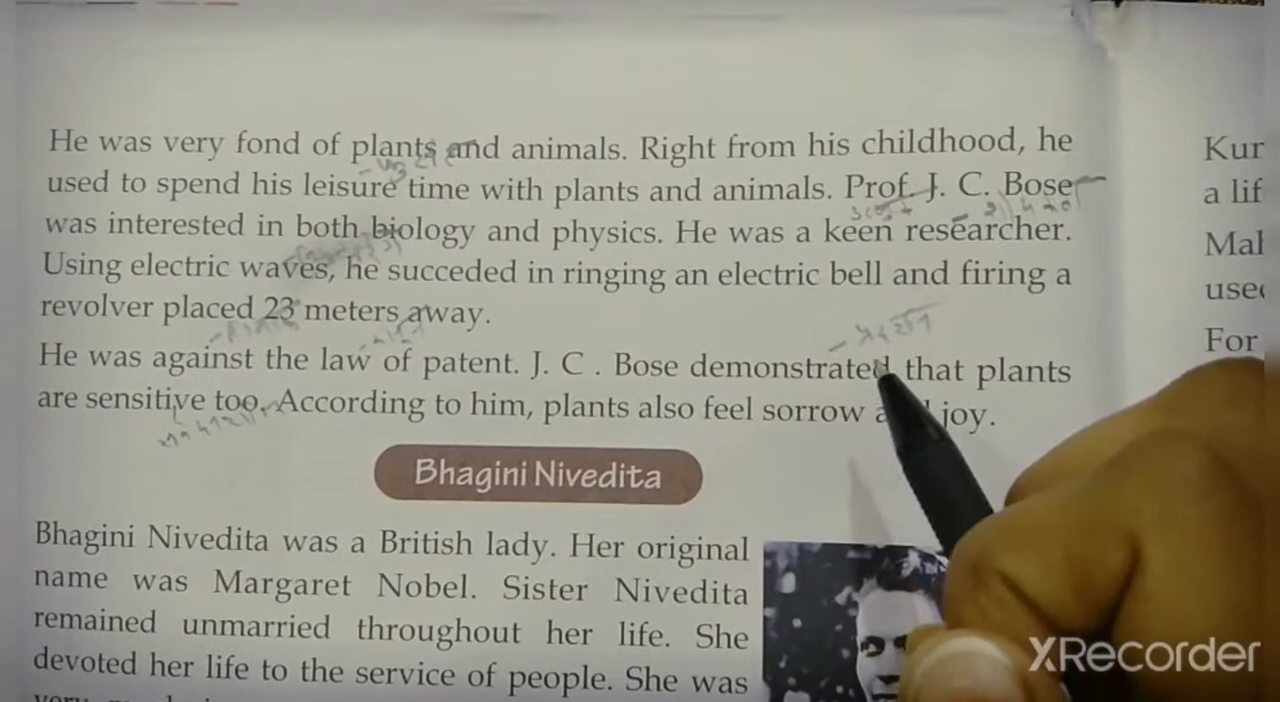 He was very fond of plants and animals. Right from his childhood, he
used to spend his leisure time with plants and animals. Prof. J. C. Bose
was interested in both biology and physics. He was a keen researcher.
Using electric waves, he succeded in ringing an electric bell and firing a
revolver placed 23 meters away.
He was against the law of patent. J. C . Bose demonstrated that plants
are sensitive too. According to him, plants also feel sorrow joy.
Bhagini Nivedita
Bhagini Nivedita was a British lady. Her original
name was Margaret Nobel. Sister Nivedita
remained unmarried throughout her life. She
devoted her life to the service of people. She was
Kur
a lif
Mah
used
For
XRecorder